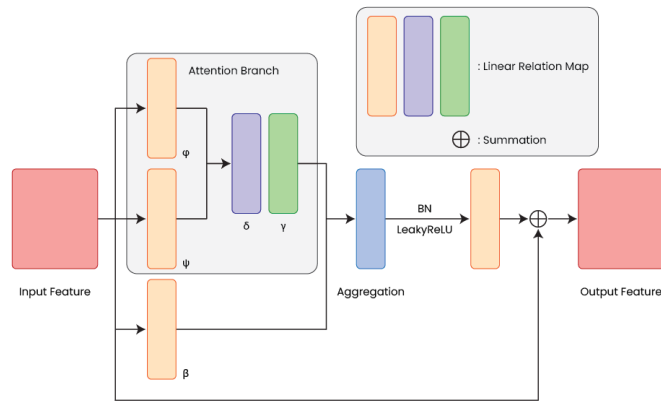 Attention Branch
φ
ψ
δ
γ
β
Input Feature
: Linear Relation Map
: Summation
BN
LeakyReLU
Aggregation
Output Feature